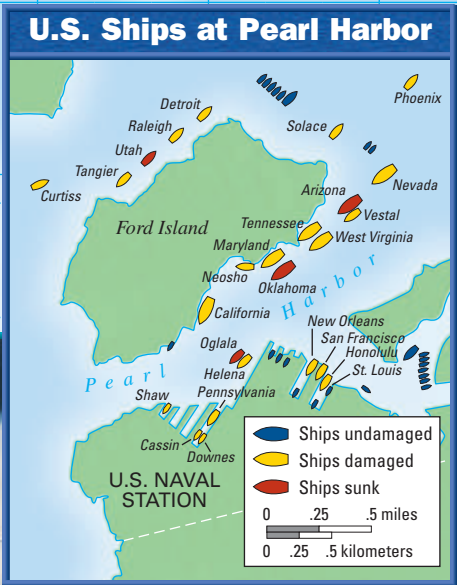 U.S. Ships at Pearl Harbor
Phoenix
Detroit
Solace
Raleigh
Utah
Tangier
Curtiss
Nevada
Arizona
Vestal
Ford Island
Tennessee
West Virginia
Maryland
Neosho
Oklahoma
California
Pearl Harbor
New Orleans
San Francisco
Honolulu
St. Louis
Oglala
Helena
Pennsylvania
Shaw
Cassin
Downes
U.S. NAVAL
STATION
Ships undamaged
Ships damaged
Ships sunk
0 .25 .5 miles
0 .25 .5 kilometers